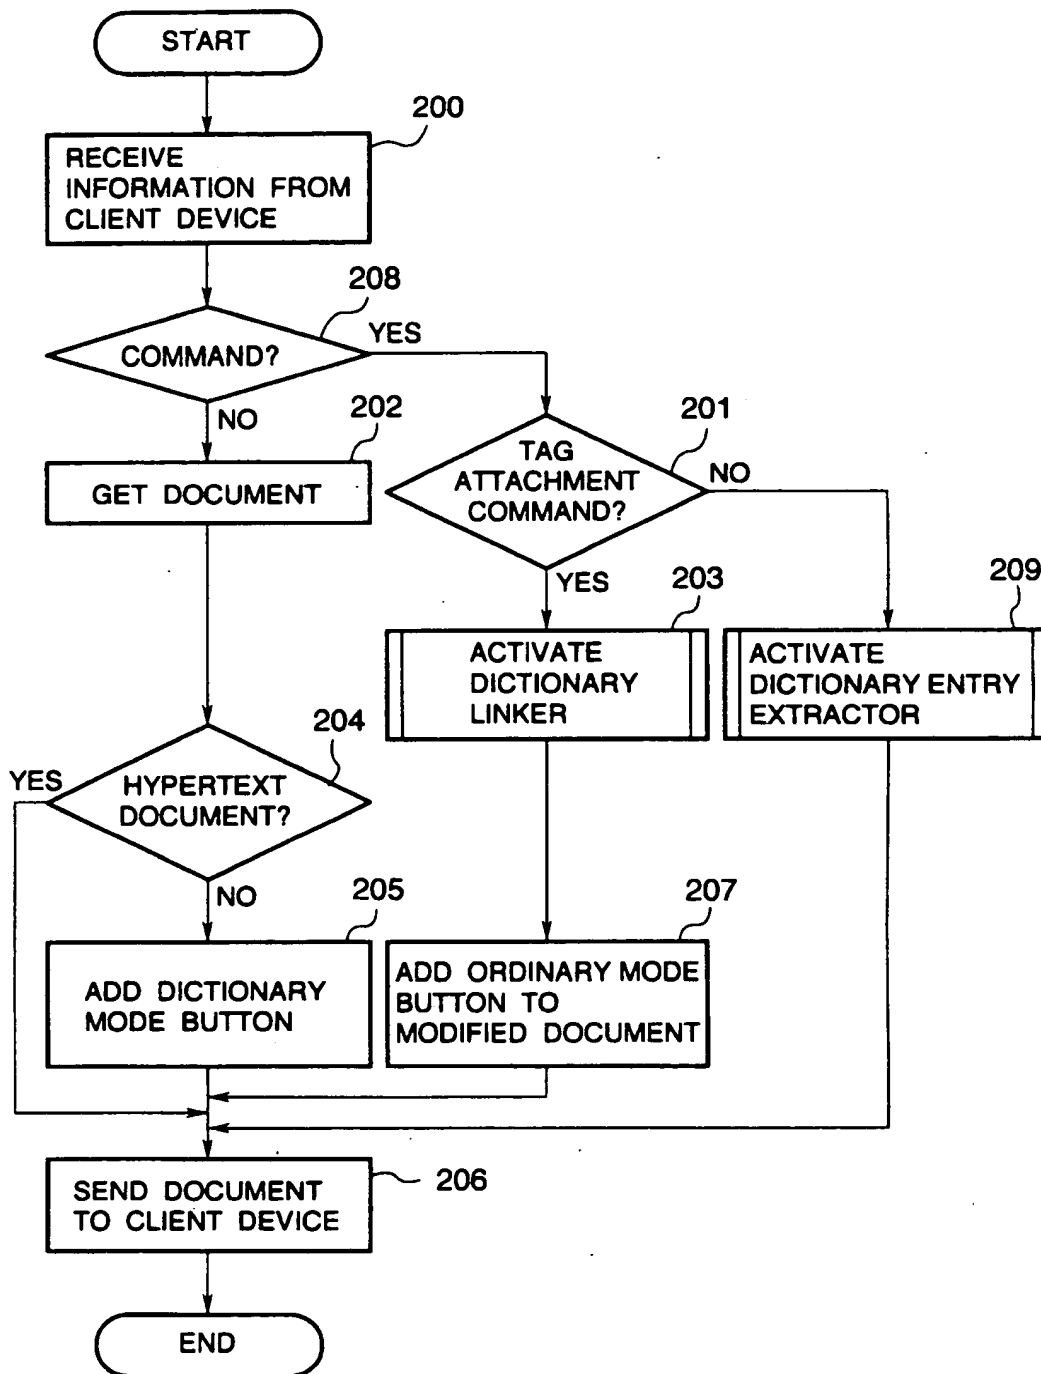 START
200
RECEIVE
INFORMATION FROM
CLIENT DEVICE
208
COMMAND?
YES
NO
202
GET DOCUMENT
201
TAG
ATTACHMENT
COMMAND?
NO
YES
203
ACTIVATE
DICTIONARY
LINKER
209
ACTIVATE
DICTIONARY ENTRY
EXTRACTOR
204
YES
HYPERTEXT
DOCUMENT?
NO
205
ADD DICTIONARY
MODE BUTTON
207
ADD ORDINARY MODE
BUTTON TO
MODIFIED DOCUMENT
206
SEND DOCUMENT
TO CLIENT DEVICE
END